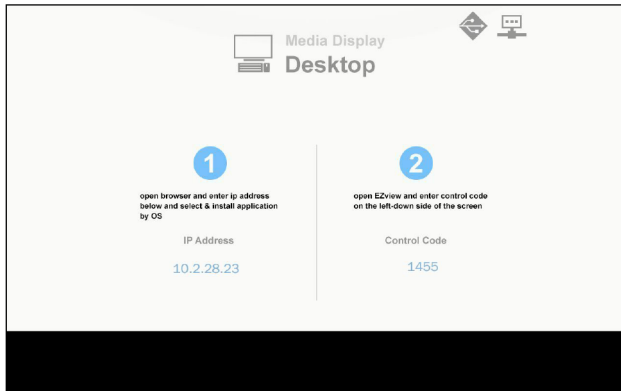 Media Display
Desktop
1
open browser and enter ip address
below and select & install application
by OS
IP Address
10.2.28.23
2
open EZview and enter control code
on the left-down side of the screen
Control Code
1455